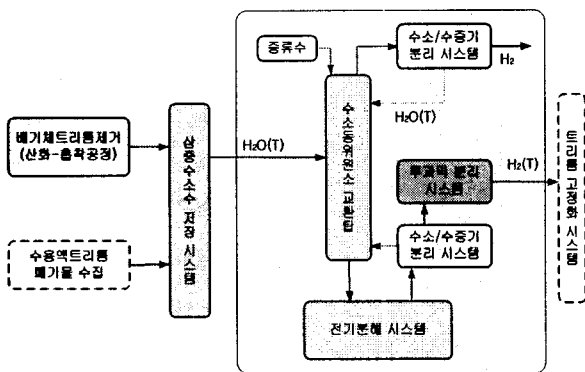 증류수
수소/수증기
분리 시스템
H₂
배기체트리튬제거
(산화-흡착공정)
삼중수소수 저장 시스템
H₂O(T)
수소동위원소 교환탑
H₂O(T)
투과막 분리
시스템
H₂(T)
트리튬 고정화 시스템
수용액트리튬
폐기물 수집
수소/수증기
분리 시스템
전기분해 시스템